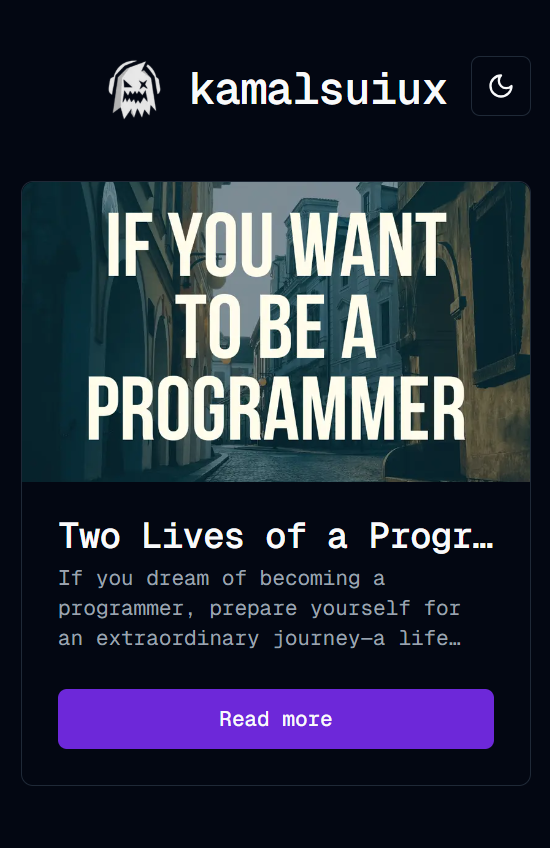 kamalsuiux
IF YOU WANT
TO BE A
PROGRAMMER
Two Lives of a Progr…
If you dream of becoming a
programmer, prepare yourself for
an extraordinary journey—a life…
Read more